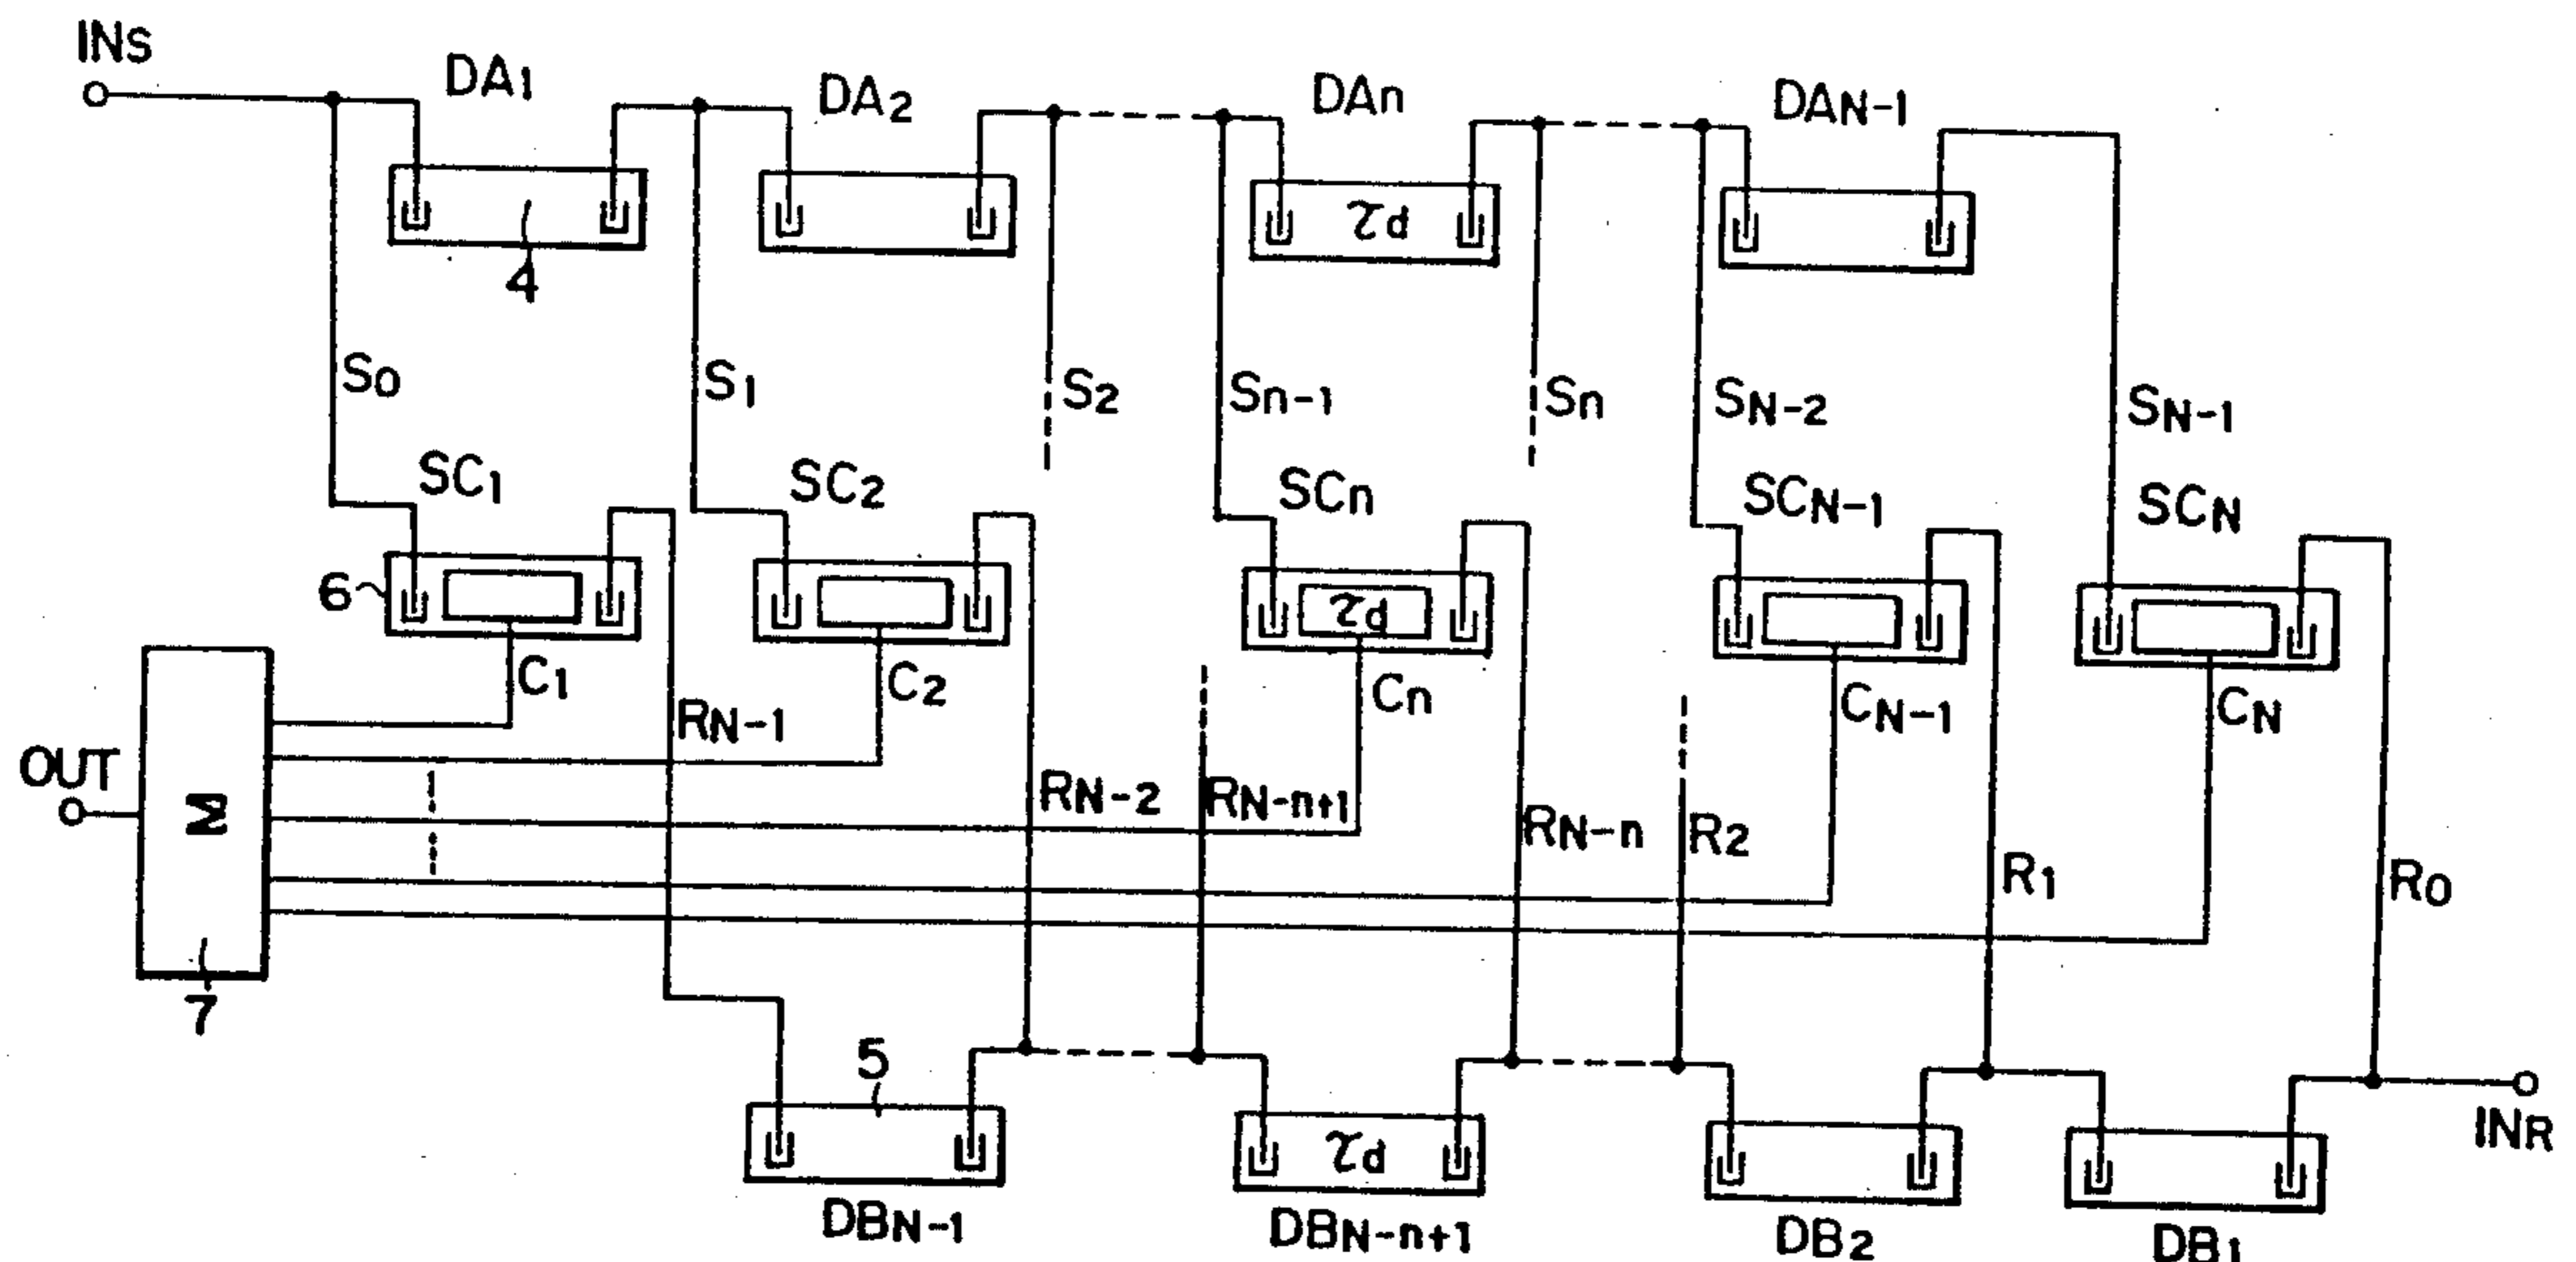 INS
DA1 DA2 DAn DAN-1
τd
4
S0 S1 S2 Sn-1 Sn SN-2 SN-1
SC1 SC2 SCn SCN-1 SCN
6
τd
C1 C2 Cn CN-1 CN
RN-1 RN-2 RN-n+1 RN-n R2 R1 R0
OUT
M
7
5
τd
INR
DBN-1 DBN-n+1 DB2 DB1